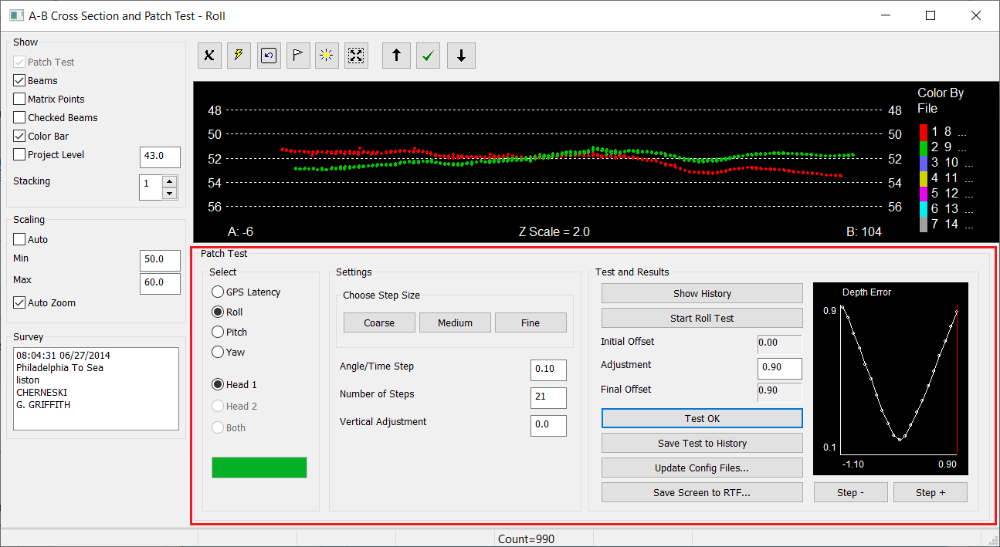 A-B Cross Section and Patch Test - Roll
Show
Patch Test
Beams
Matrix Points
Checked Beams
Color Bar
Project Level 43.0
Stacking 1
Scaling
Auto
Min 50.0
Max 60.0
Auto Zoom
Survey
08:04:31 06/27/2014
Philadelphia To Sea
liston
CHERNESKI
G. GRIFFITH
48 48
50 50
52 52
54 54
56 56
A: -6 Z Scale = 2.0 B: 104
Color By
File
1 8 ...
2 9 ...
3 10 ...
4 11 ...
5 12 ...
6 13 ...
7 14 ...
Patch Test
Select
GPS Latency
Roll
Pitch
Yaw
Head 1
Head 2
Both
Settings
Choose Step Size
Coarse Medium Fine
Angle/Time Step 0.10
Number of Steps 21
Vertical Adjustment 0.0
Test and Results
Show History
Start Roll Test
Initial Offset 0.00
Adjustment 0.90
Final Offset 0.90
Test OK
Save Test to History
Update Config Files...
Save Screen to RTF...
Depth Error
0.9
0.1
-1.10 0.90
Step - Step +
Count=990